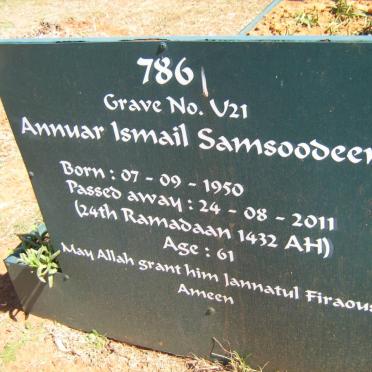 786
Grave No. U21
Annuar Ismail Samsoodeen
Born : 07 - 09 - 1950
Passed away : 24 - 08 - 2011
(24th Ramadaan 1432 AH)
Age : 61
May Allah grant him Jannatul Firaous
Ameen